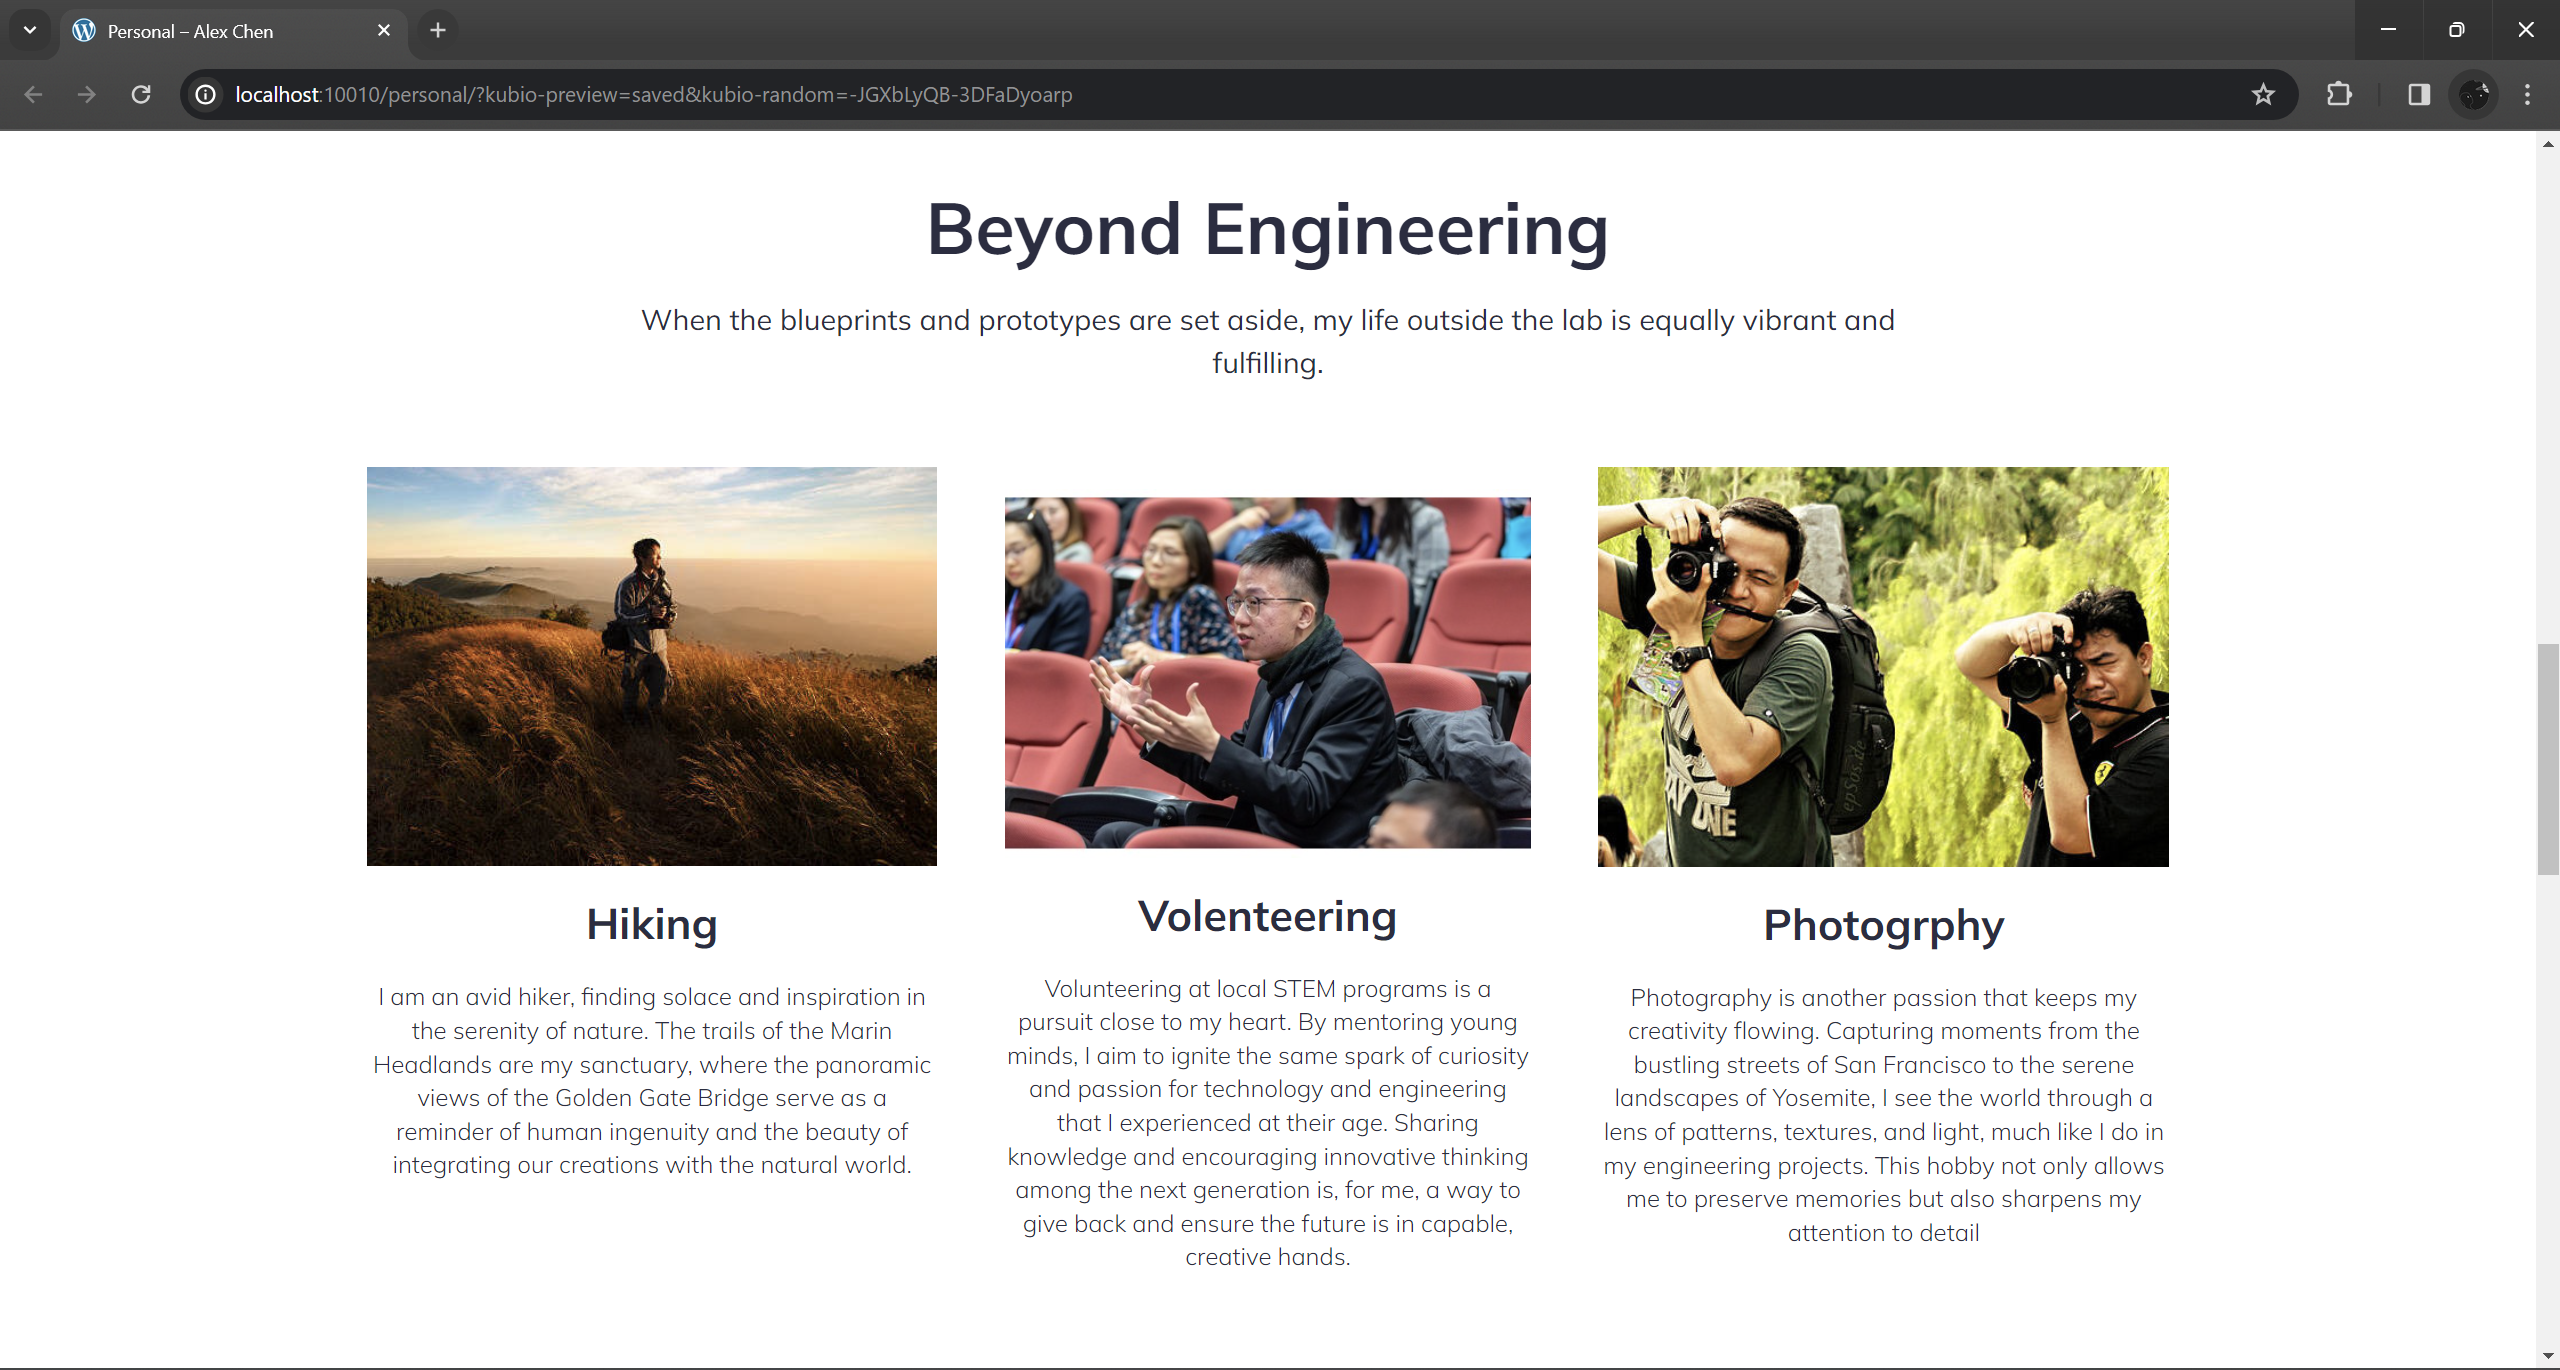 Personal – Alex Chen
localhost:10010/personal/?kubio-preview=saved&kubio-random=-JGXbLyQB-3DFaDyoarp
Beyond Engineering
When the blueprints and prototypes are set aside, my life outside the lab is equally vibrant and
fulfilling.
epSos.de
Hiking
I am an avid hiker, finding solace and inspiration in
the serenity of nature. The trails of the Marin
Headlands are my sanctuary, where the panoramic
views of the Golden Gate Bridge serve as a
reminder of human ingenuity and the beauty of
integrating our creations with the natural world.
Volenteering
Volunteering at local STEM programs is a
pursuit close to my heart. By mentoring young
minds, I aim to ignite the same spark of curiosity
and passion for technology and engineering
that I experienced at their age. Sharing
knowledge and encouraging innovative thinking
among the next generation is, for me, a way to
give back and ensure the future is in capable,
creative hands.
Photogrphy
Photography is another passion that keeps my
creativity flowing. Capturing moments from the
bustling streets of San Francisco to the serene
landscapes of Yosemite, I see the world through a
lens of patterns, textures, and light, much like I do in
my engineering projects. This hobby not only allows
me to preserve memories but also sharpens my
attention to detail